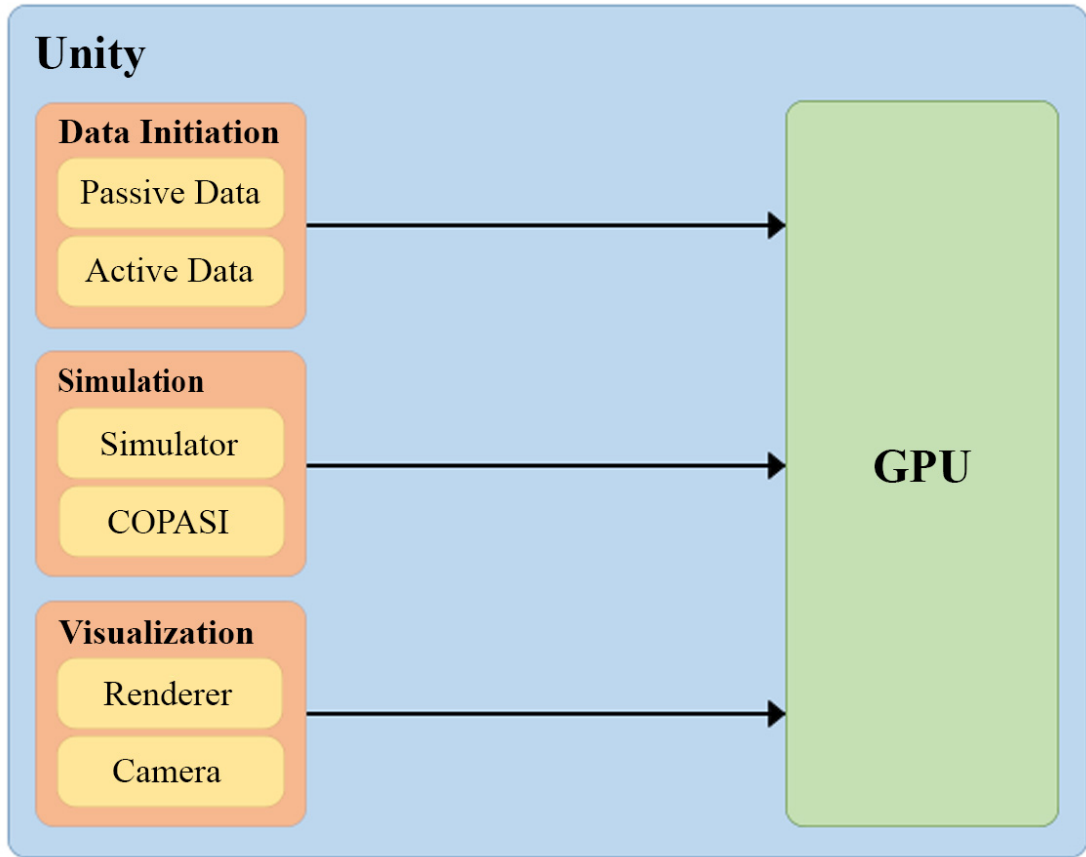 Unity
Data Initiation
Passive Data
Active Data
Simulation
Simulator
COPASI
Visualization
Renderer
Camera
GPU